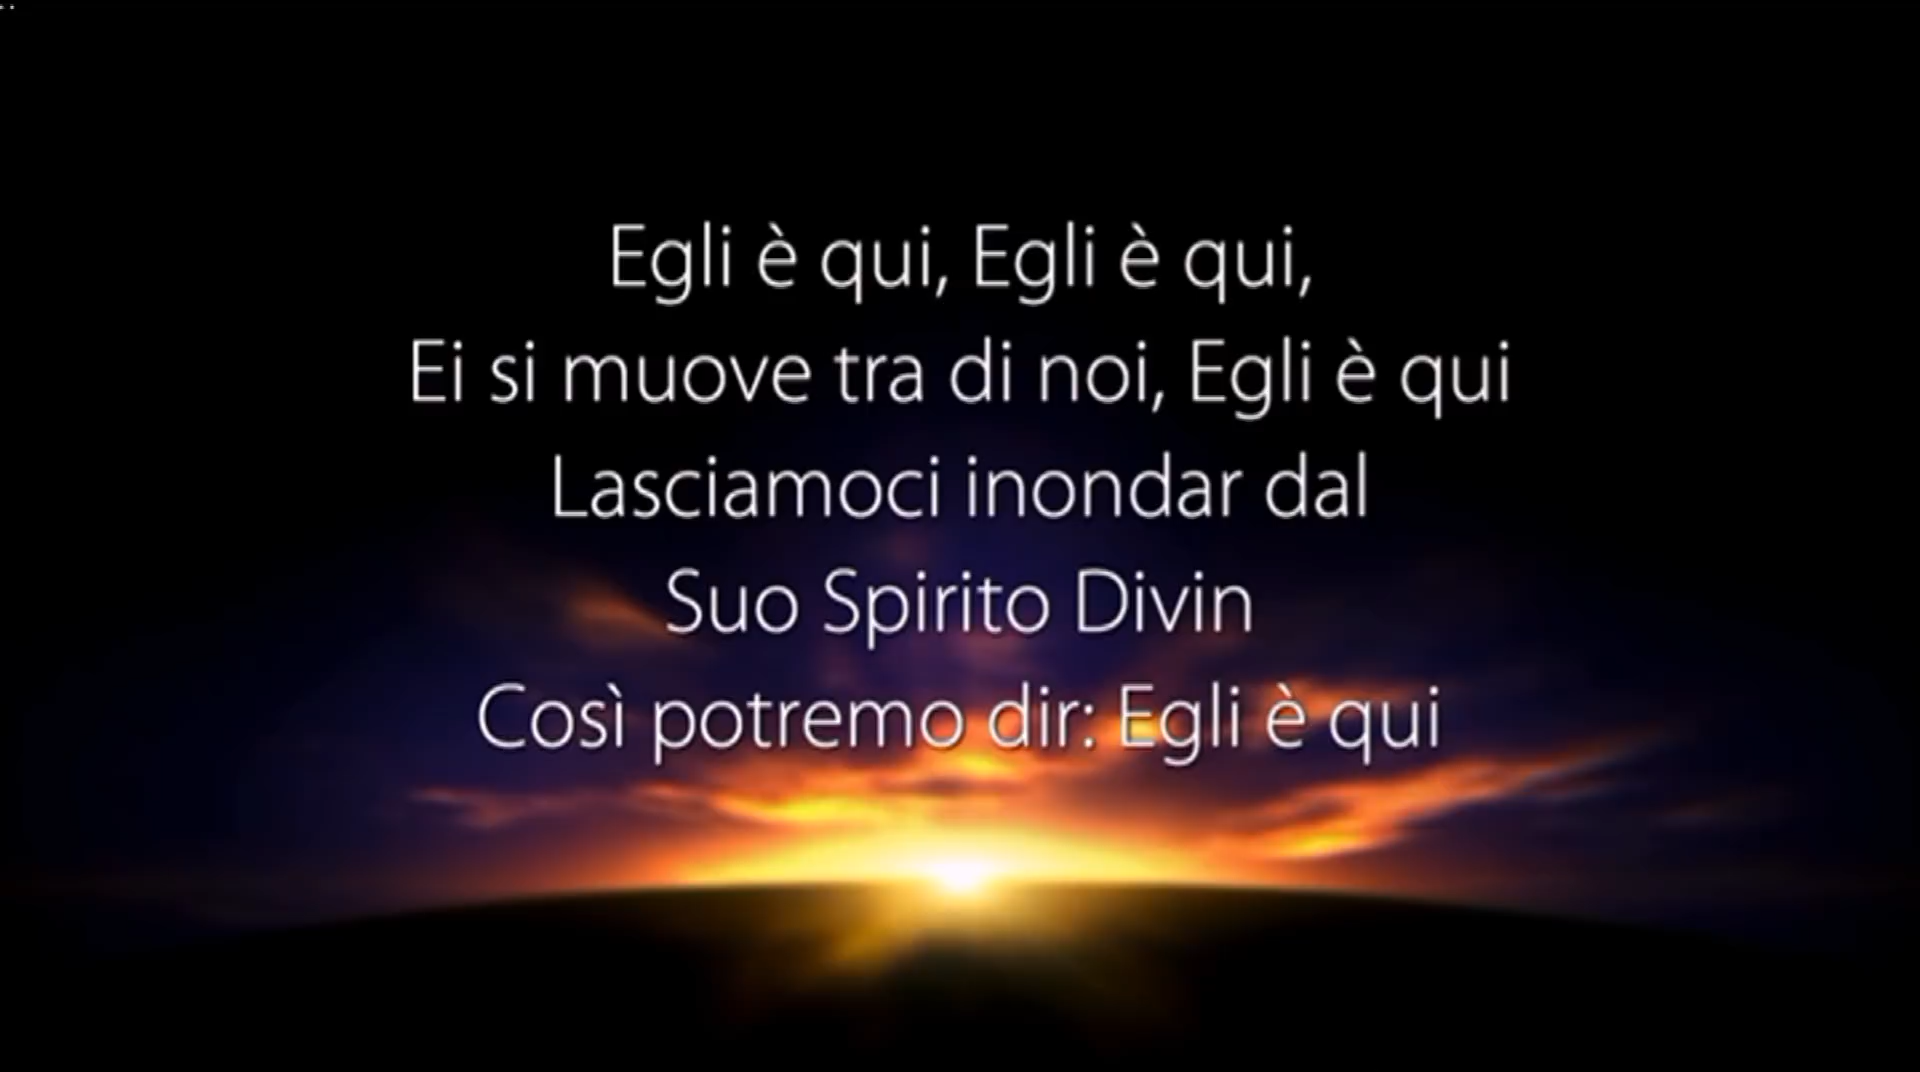 Egli è qui, Egli è qui,
Ei si muove tra di noi, Egli è qui
Lasciamoci inondar dal
Suo Spirito Divin
Così potremo dir: Egli è qui